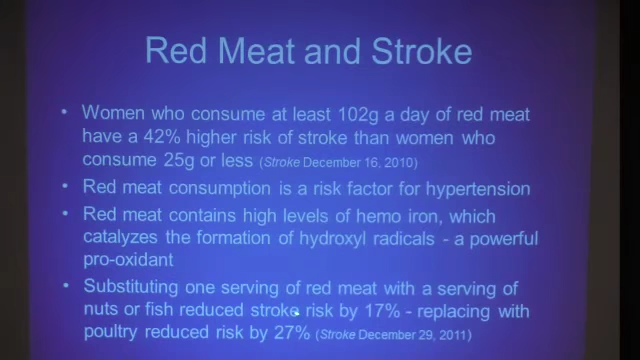 Red Meat and Stroke
• Women who consume at least 102g a day of red meat
have a 42% higher risk of stroke than women who
consume 25g or less (Stroke December 16, 2010)
• Red meat consumption is a risk factor for hypertension
• Red meat contains high levels of hemo iron, which
catalyzes the formation of hydroxyl radicals - a powerful
pro-oxidant
• Substituting one serving of red meat with a serving of
nuts or fish reduced stroke risk by 17% - replacing with
poultry reduced risk by 27% (Stroke December 29, 2011)